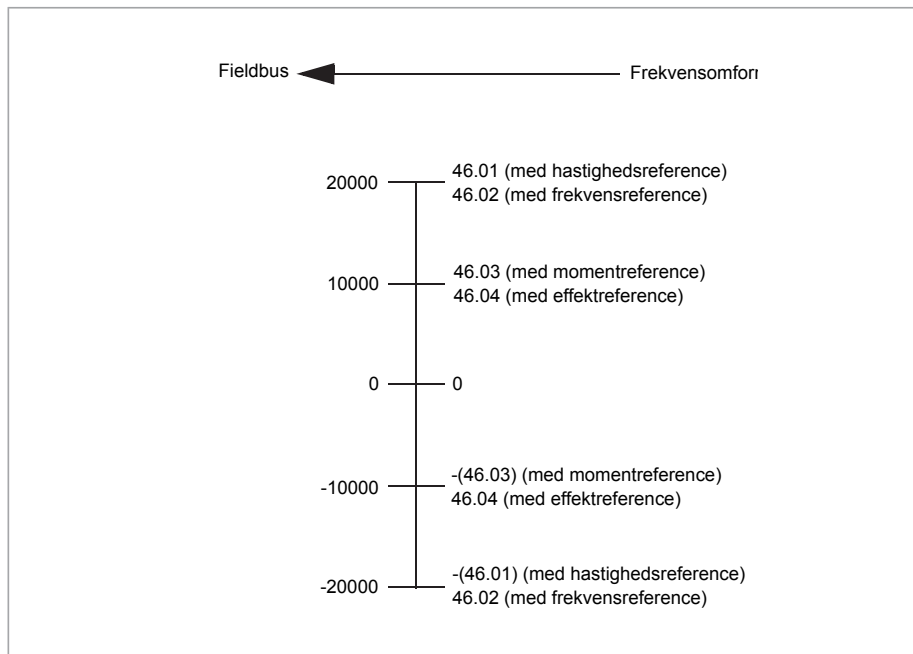 Fieldbus
20000 46.01 (med hastighedsreference)
46.02 (med frekvensreference)
10000 46.03 (med momentreference)
46.04 (med effektreference)
0 0
-10000 -(46.03) (med momentreference)
46.04 (med effektreference)
-20000 -(46.01) (med hastighedsreference)
46.02 (med frekvensreference)